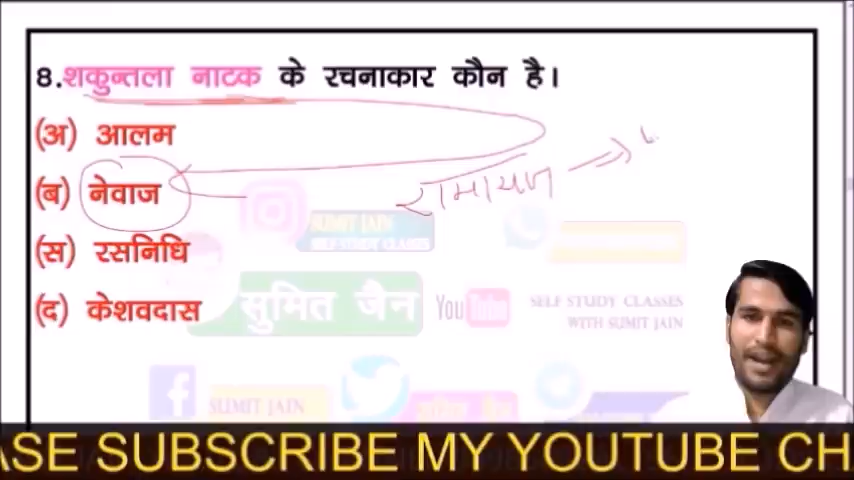 8.शकुन्तला नाटक के रचनाकार कौन है।
(अ) आलम
(ब) नेवाज
रामायण
(स) रसनिधि
(द) केशवदास
SUMIT JAIN
SELF STUDY CLASSES
सुमित जैन
YouTube
SELF STUDY CLASSES
WITH SUMIT JAIN
SUMIT JAIN
सुमित जैन
ASE SUBSCRIBE MY YOUTUBE CH